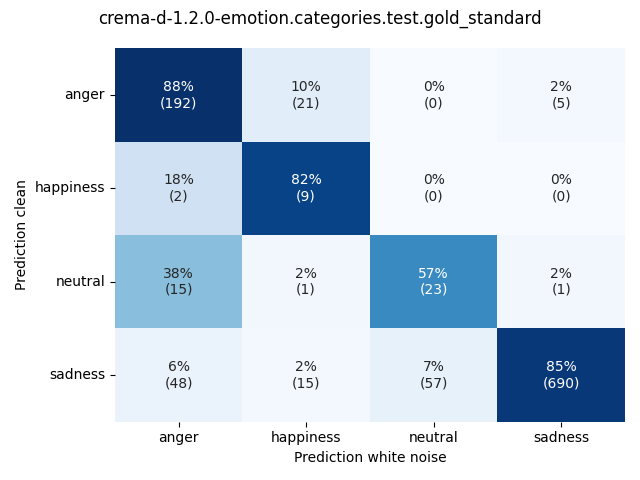 crema-d-1.2.0-emotion.categories.test.gold_standard
anger
88%
(192)
10%
(21)
0%
(0)
2%
(5)
happiness
18%
(2)
82%
(9)
0%
(0)
0%
(0)
neutral
38%
(15)
2%
(1)
57%
(23)
2%
(1)
sadness
6%
(48)
2%
(15)
7%
(57)
85%
(690)
Prediction clean
anger
happiness
neutral
sadness
Prediction white noise